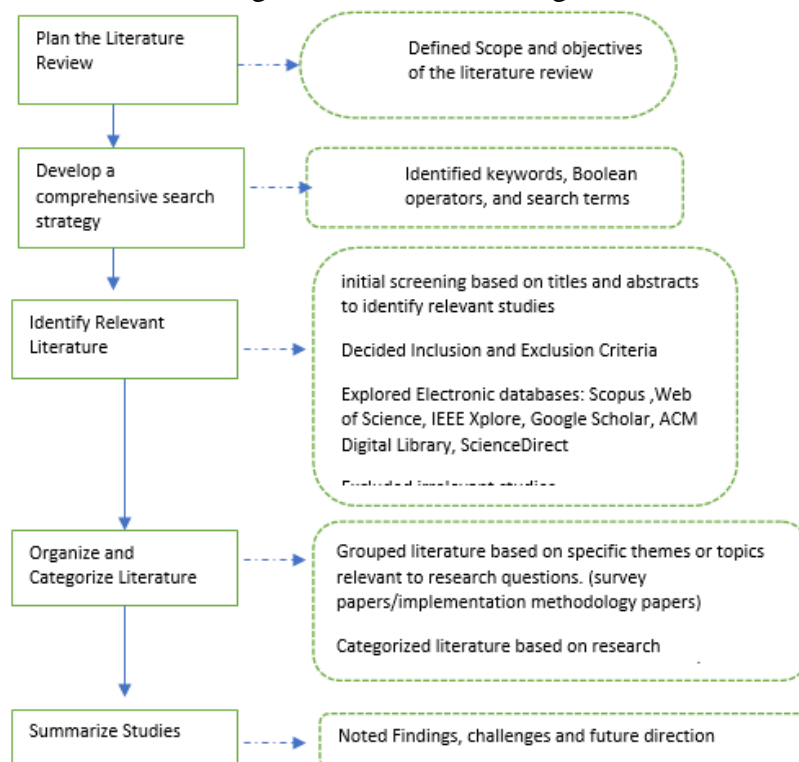 Plan the Literature
Review
Defined Scope and objectives
of the literature review
Develop a
comprehensive search
strategy
Identified keywords, Boolean
operators, and search terms
Identify Relevant
Literature
initial screening based on titles and abstracts
to identify relevant studies
Decided Inclusion and Exclusion Criteria
Explored Electronic databases: Scopus ,Web
of Science, IEEE Xplore, Google Scholar, ACM
Digital Library, ScienceDirect
Organize and
Categorize Literature
Grouped literature based on specific themes or topics
relevant to research questions. (survey
papers/implementation methodology papers)
Categorized literature based on research
Summarize Studies
Noted Findings, challenges and future direction